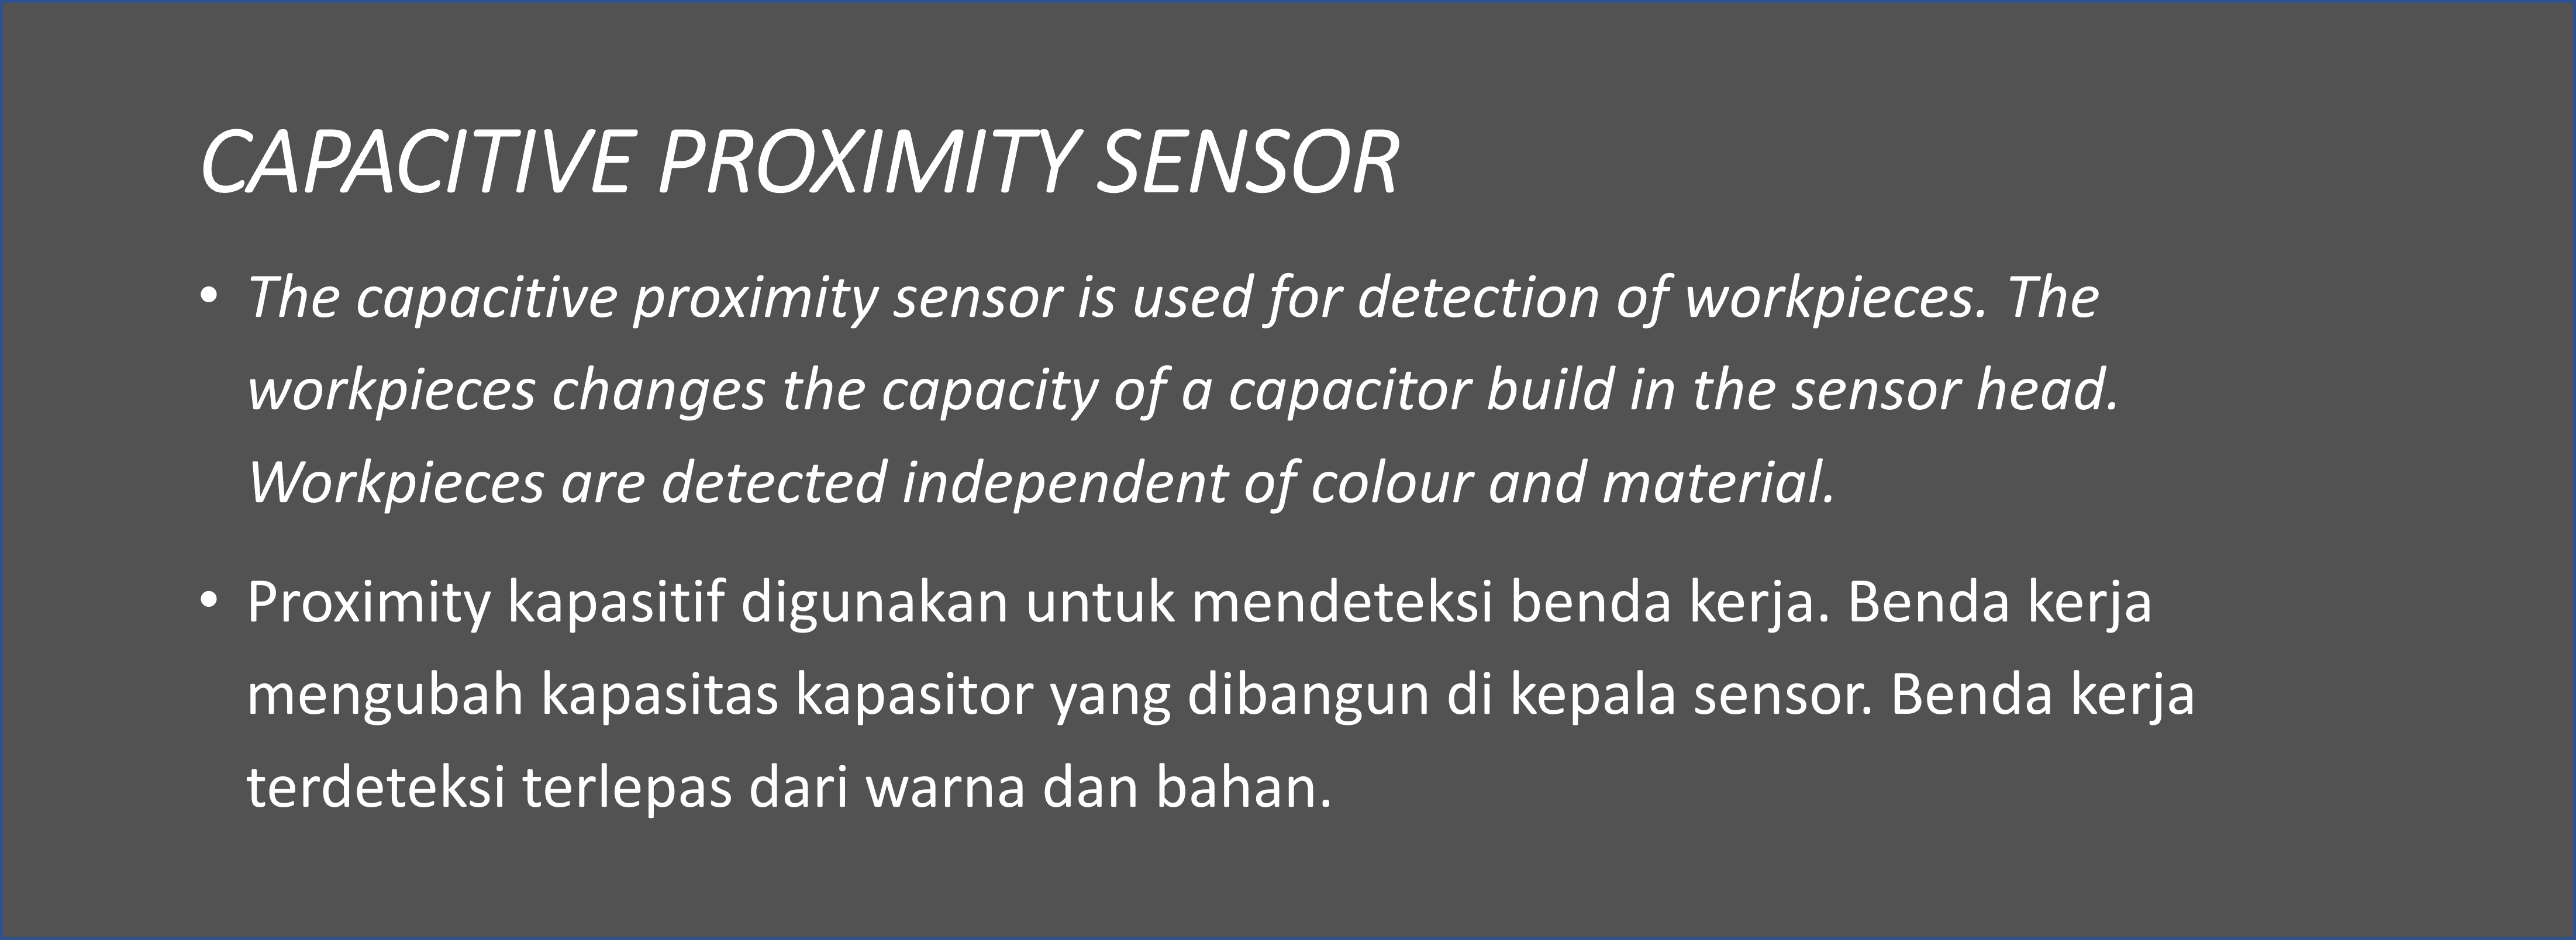 CAPACITIVE PROXIMITY SENSOR
• The capacitive proximity sensor is used for detection of workpieces. The
workpieces changes the capacity of a capacitor build in the sensor head.
Workpieces are detected independent of colour and material.
• Proximity kapasitif digunakan untuk mendeteksi benda kerja. Benda kerja
mengubah kapasitas kapasitor yang dibangun di kepala sensor. Benda kerja
terdeteksi terlepas dari warna dan bahan.